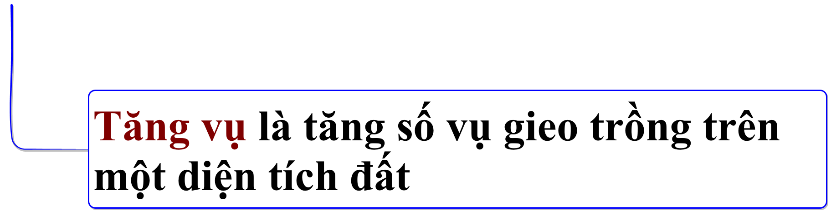 Tăng vụ là tăng số vụ gieo trồng trên
một diện tích đất